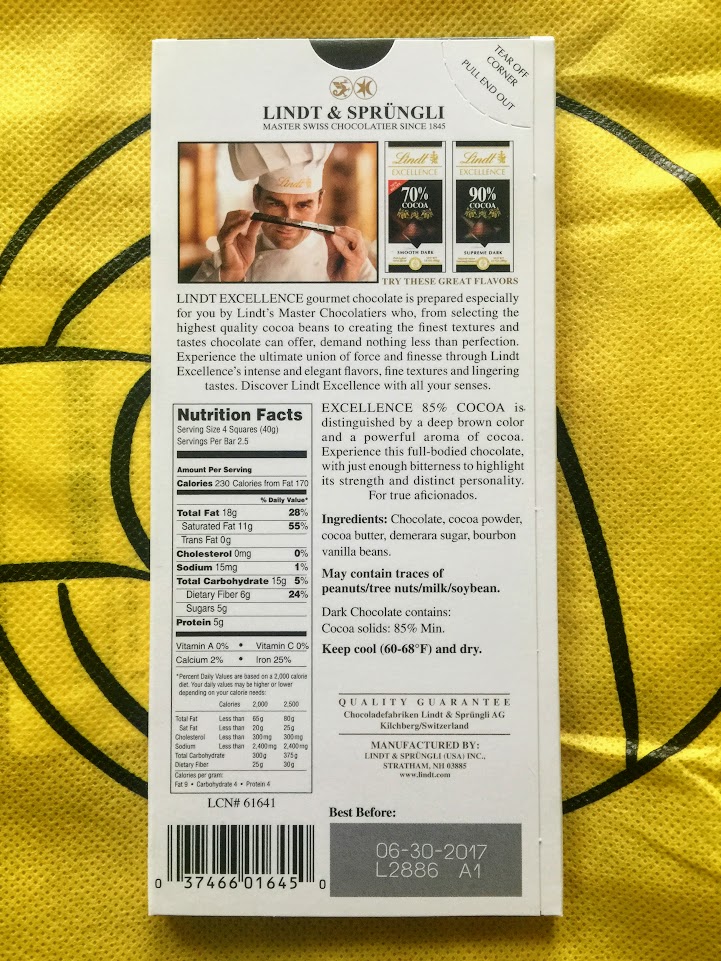 TEAR OFF
CORNER
PULL END OUT
LINDT & SPRÜNGLI
MASTER SWISS CHOCOLATIER SINCE 1845
Lindt
Lindt
EXCELLENCE
70%
COCOA
SMOOTH DARK
Lindt
EXCELLENCE
90%
COCOA
SUPREME DARK
TRY THESE GREAT FLAVORS
LINDT EXCELLENCE gourmet chocolate is prepared especially
for you by Lindt's Master Chocolatiers who, from selecting the
highest quality cocoa beans to creating the finest textures and
tastes chocolate can offer, demand nothing less than perfection.
Experience the ultimate union of force and finesse through Lindt
Excellence's intense and elegant flavors, fine textures and lingering
tastes. Discover Lindt Excellence with all your senses.
Nutrition Facts
Serving Size 4 Squares (40g)
Servings Per Bar 2.5
Amount Per Serving
Calories 230 Calories from Fat 170
% Daily Value*
Total Fat 18g 28%
Saturated Fat 11g 55%
Trans Fat 0g
Cholesterol 0mg 0%
Sodium 15mg 1%
Total Carbohydrate 15g 5%
Dietary Fiber 6g 24%
Sugars 5g
Protein 5g
Vitamin A 0% • Vitamin C 0%
Calcium 2% • Iron 25%
*Percent Daily Values are based on a 2,000 calorie
diet. Your daily values may be higher or lower
depending on your calorie needs:
Calories 2,000 2,500
Total Fat Less than 65g 80g
Sat Fat Less than 20g 25g
Cholesterol Less than 300mg 300mg
Sodium Less than 2,400mg 2,400mg
Total Carbohydrate 300g 375g
Dietary Fiber 25g 30g
Calories per gram:
Fat 9 • Carbohydrate 4 • Protein 4
LCN# 61641
0 37466 01645 0
EXCELLENCE 85% COCOA is
distinguished by a deep brown color
and a powerful aroma of cocoa.
Experience this full-bodied chocolate,
with just enough bitterness to highlight
its strength and distinct personality.
For true aficionados.
Ingredients: Chocolate, cocoa powder,
cocoa butter, demerara sugar, bourbon
vanilla beans.
May contain traces of
peanuts/tree nuts/milk/soybean.
Dark Chocolate contains:
Cocoa solids: 85% Min.
Keep cool (60-68°F) and dry.
QUALITY GUARANTEE
Chocoladefabriken Lindt & Sprüngli AG
Kilchberg/Switzerland
MANUFACTURED BY:
LINDT & SPRÜNGLI (USA) INC.,
STRATHAM, NH 03885
www.lindt.com
Best Before:
06-30-2017
L2886 A1